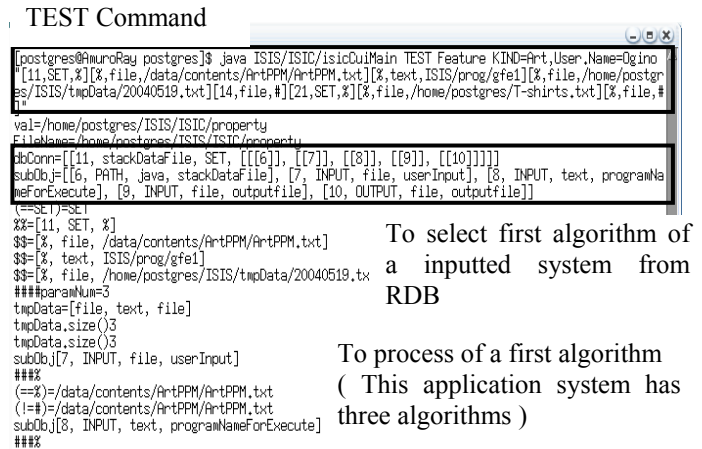 TEST Command
[postgres@AmuroRay postgres]$ java ISIS/ISIC/isicCuiMain TEST Feature KIND=Art,User.Name=Ogino
"[11,SET,%][%,file,/data/contents/ArtPPM/ArtPPM.txt][%,text,ISIS/prog/gfe1][%,file,/home/postgr
es/ISIS/tmpData/20040519.txt][14,file,#][21,SET,%][%,file,/home/postgres/T-shirts.txt][%,file,#
]"
val=/home/postgres/ISIS/ISIC/property
FileName=/home/postgres/ISIS/ISIC/property
dbConn=[[11, stackDataFile, SET, [[[6]], [[7]], [[8]], [[9]], [[10]]]]]
subObj=[[6, PATH, java, stackDataFile], [7, INPUT, file, userInput], [8, INPUT, text, programNa
meForExecute], [9, INPUT, file, outputfile], [10, OUTPUT, file, outputfile]]
(==SET)=SET
%%=[11, SET, %]
$$=[%, file, /data/contents/ArtPPM/ArtPPM.txt]
$$=[%, text, ISIS/prog/gfe1]
$$=[%, file, /home/postgres/ISIS/tmpData/20040519.tx
To select first algorithm of
a inputted system from
RDB
####paramNum=3
tmpData=[file, text, file]
tmpData.size()3
tmpData.size()3
subObj[7, INPUT, file, userInput]
###%
(==%)=/data/contents/ArtPPM/ArtPPM.txt
(!=#)=/data/contents/ArtPPM/ArtPPM.txt
subObj[8, INPUT, text, programNameForExecute]
###%
To process of a first algorithm
( This application system has
three algorithms )